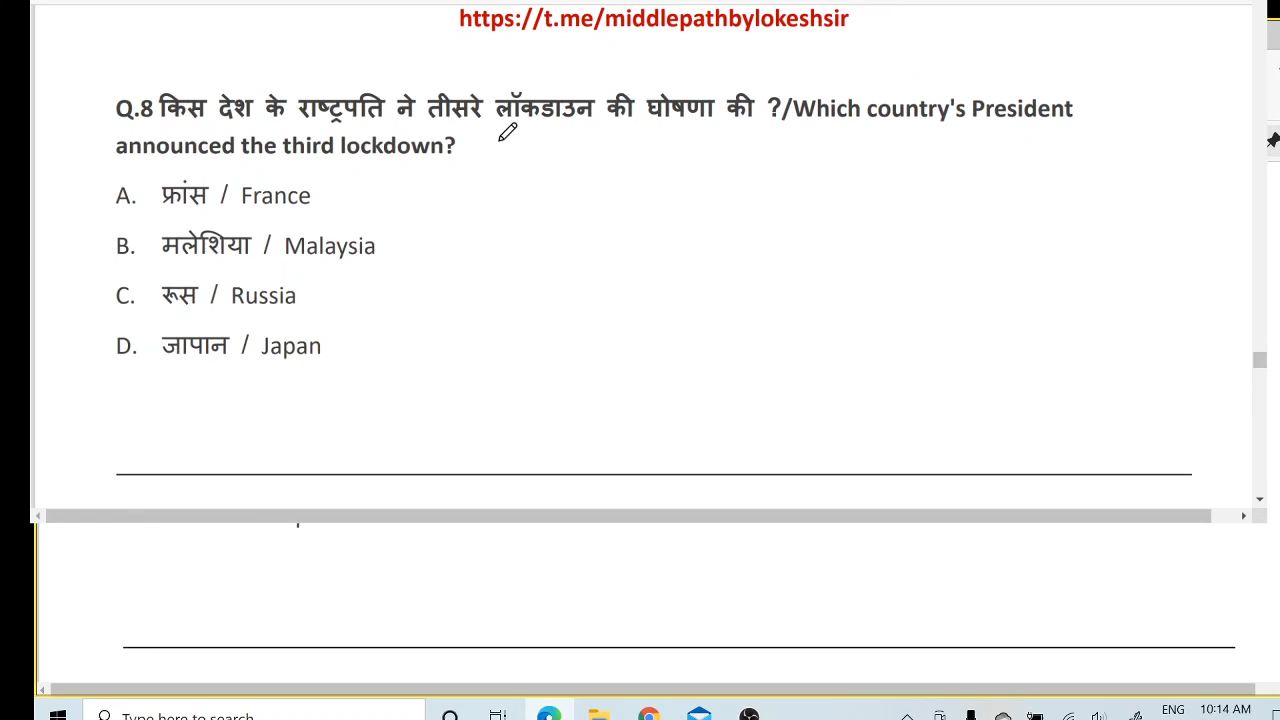 https://t.me/middlepathbylokeshsir
Q.8 किस देश के राष्ट्रपति ने तीसरे लॉकडाउन की घोषणा की ?/Which country's President
announced the third lockdown?
A. फ्रांस / France
B. मलेशिया / Malaysia
C. रूस / Russia
D. जापान / Japan
Type here to search
ENG 10:14 AM